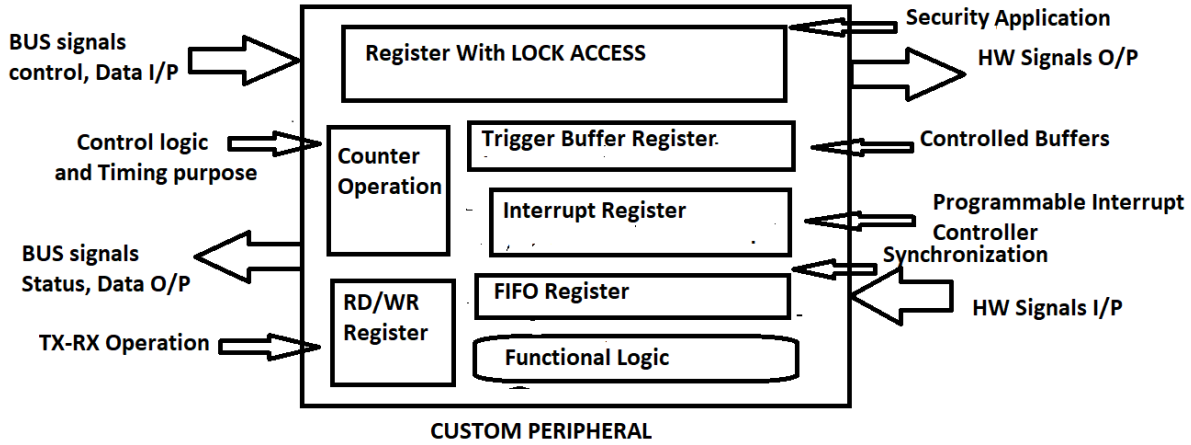 BUS signals
control, Data I/P
Register With LOCK ACCESS
Security Application
HW Signals O/P
Control logic
and Timing purpose
Counter
Operation
Trigger Buffer Register.
Controlled Buffers
Interrupt Register
Programmable Interrupt
Controller
BUS signals
Status, Data O/P
Synchronization
RD/WR
Register
FIFO Register
HW Signals I/P
TX-RX Operation
Functional Logic
CUSTOM PERIPHERAL